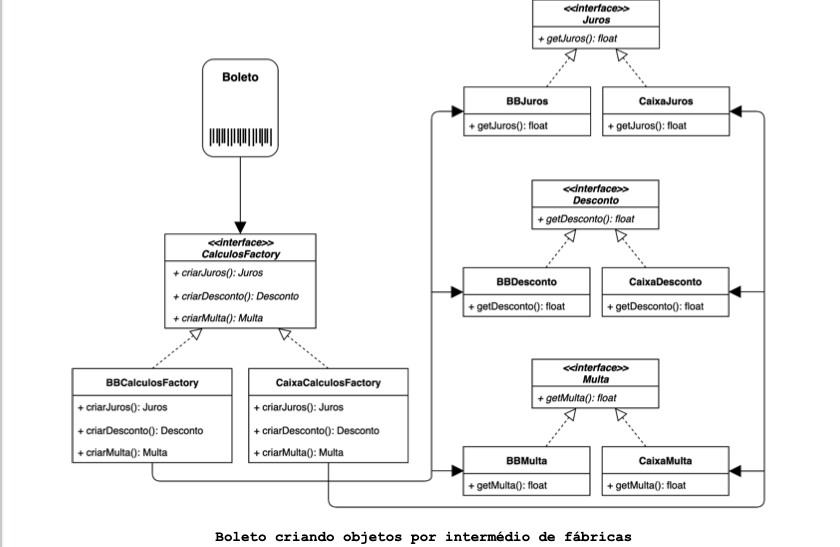 <<interface>>
Juros
+ getJuros(): float
BBJuros
+ getJuros(): float
CaixaJuros
+ getJuros(): float
Boleto
<<interface>>
CalculosFactory
+ criarJuros(): Juros
+ criarDesconto(): Desconto
+ criarMulta(): Multa
<<interface>>
Desconto
+ getDesconto(): float
BBDesconto
+ getDesconto(): float
CaixaDesconto
+ getDesconto(): float
BBCalculosFactory
+ criarJuros(): Juros
+ criarDesconto(): Desconto
+ criarMulta(): Multa
CaixaCalculosFactory
+ criarJuros(): Juros
+ criarDesconto(): Desconto
+ criarMulta(): Multa
<<interface>>
Multa
+ getMulta(): float
BBMulta
+ getMulta(): float
CaixaMulta
+ getMulta(): float
Boleto criando objetos por intermédio de fábricas